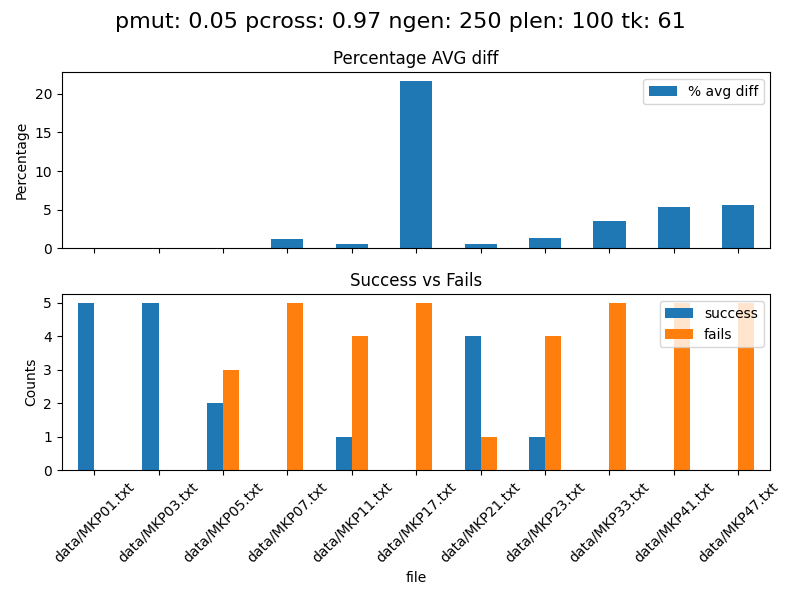 pmut: 0.05 pcross: 0.97 ngen: 250 plen: 100 tk: 61
Percentage AVG diff
Percentage
20
15
10
5
0
% avg diff
Success vs Fails
Counts
5
4
3
2
1
0
success
fails
data/MKP01.txt
data/MKP03.txt
data/MKP05.txt
data/MKP07.txt
data/MKP11.txt
data/MKP17.txt
data/MKP21.txt
data/MKP23.txt
data/MKP33.txt
data/MKP41.txt
data/MKP47.txt
file